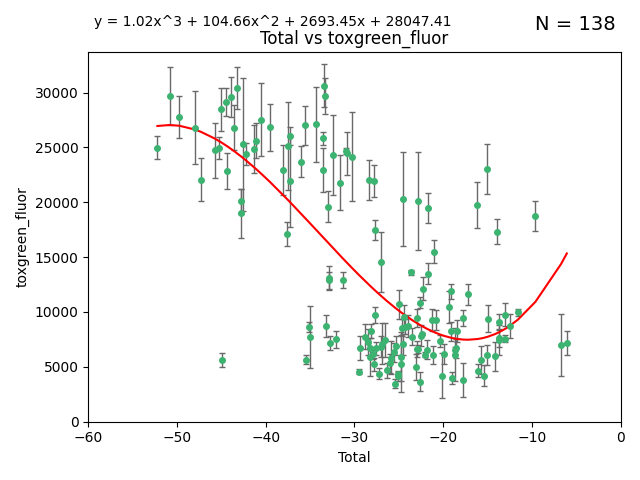 y = 1.02x^3 + 104.66x^2 + 2693.45x + 28047.41
N = 138
Total vs toxgreen_fluor
30000
25000
20000
15000
10000
5000
0
toxgreen_fluor
−60
−50
−40
−30
−20
−10
0
Total